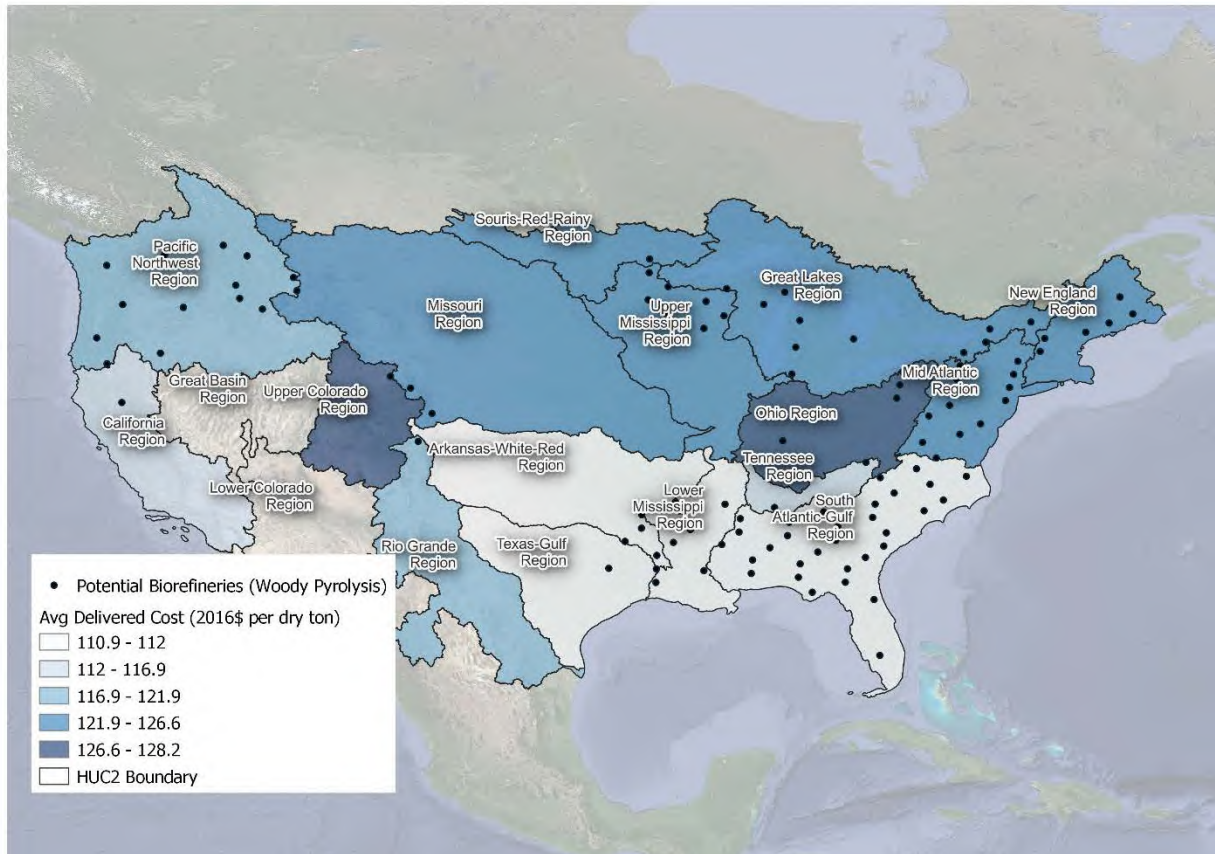 Souris-Red-Rainy
Region
Pacific
Northwest
Region
Great Lakes
Region
New England
Region
Missouri
Region
Upper
Mississippi
Region
Great Basin
Region
Upper Colorado
Region
Mid Atlantic
Region
California
Region
Ohio Region
Arkansas-White-Red
Region
Tennessee
Region
Lower Colorado
Region
Lower
Mississippi
Region
South
Atlantic-Gulf
Region
Rio Grande
Region
Texas-Gulf
Region
Potential Biorefineries (Woody Pyrolysis)
Avg Delivered Cost (2016$ per dry ton)
110.9 - 112
112 - 116.9
116.9 - 121.9
121.9 - 126.6
126.6 - 128.2
HUC2 Boundary